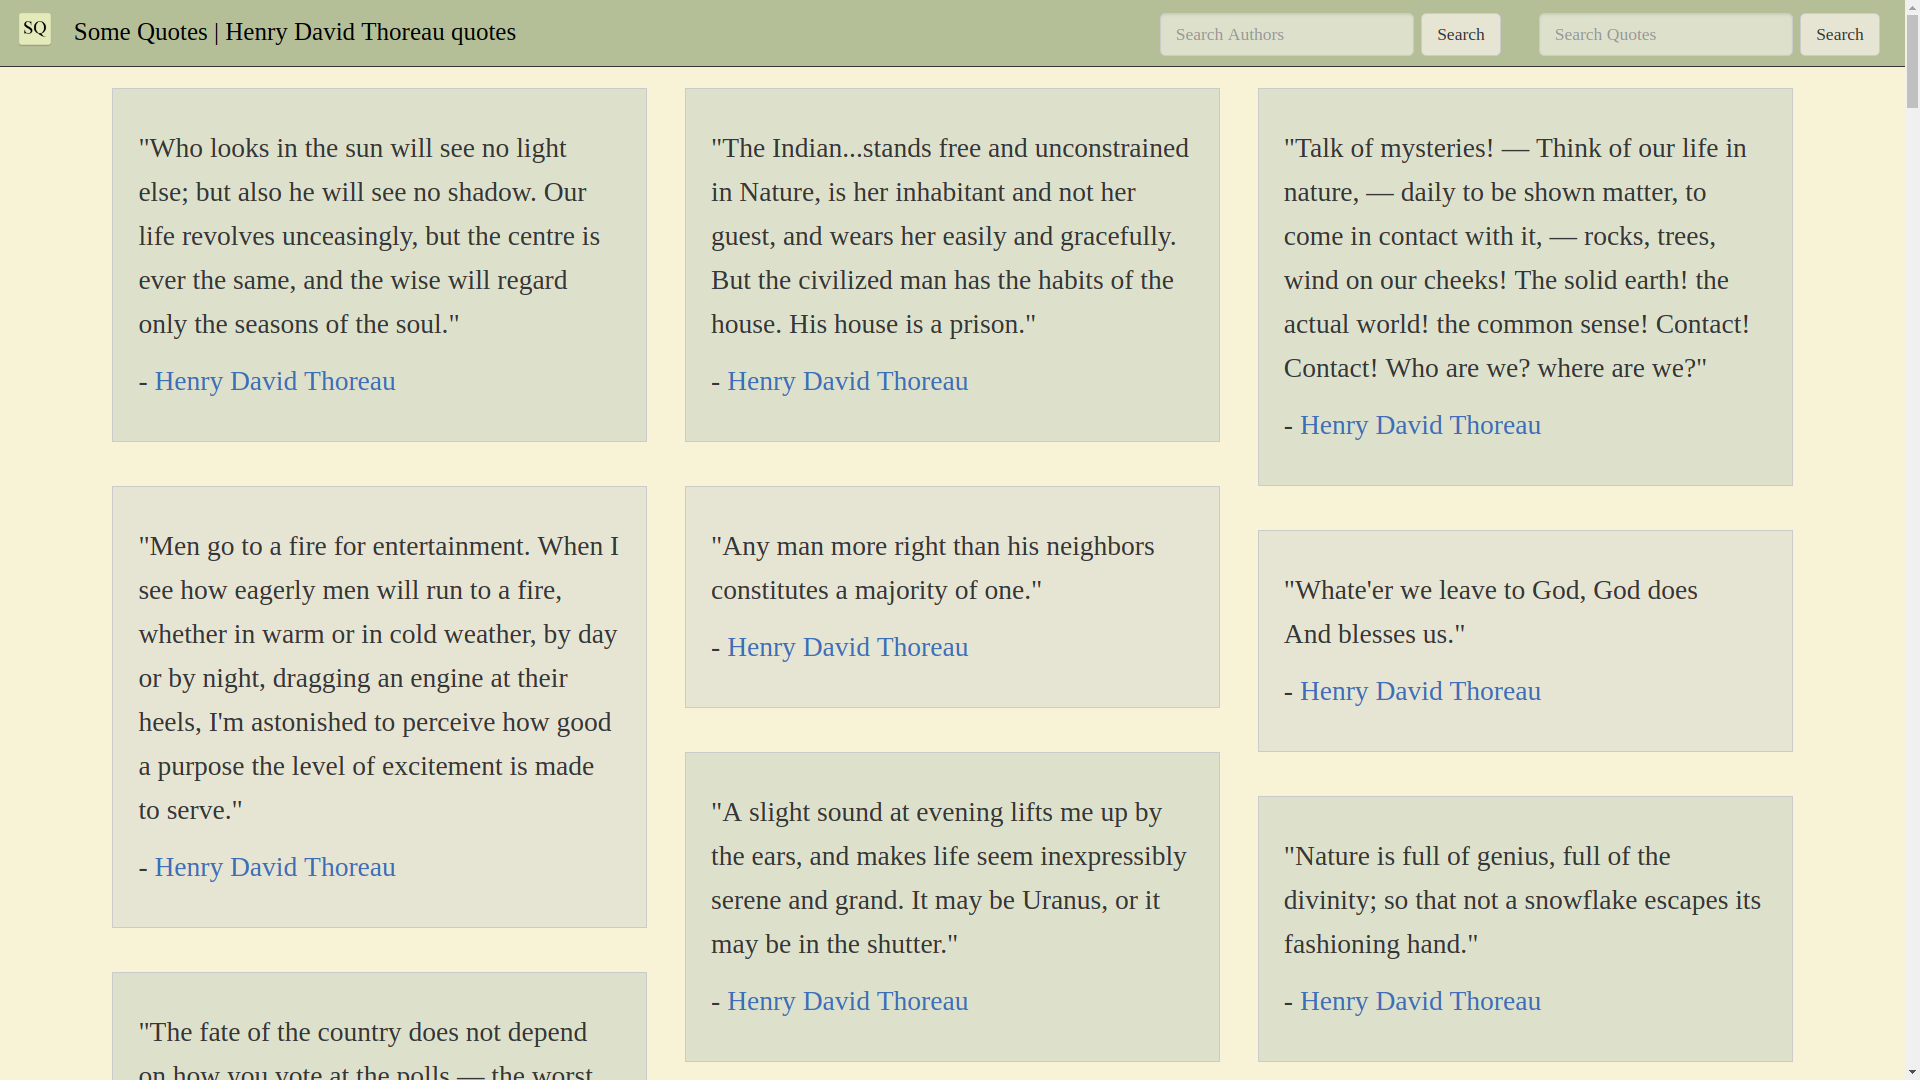 SQ
Some Quotes | Henry David Thoreau quotes
Search Authors
Search
Search Quotes
Search
"Who looks in the sun will see no light
else; but also he will see no shadow. Our
life revolves unceasingly, but the centre is
ever the same, and the wise will regard
only the seasons of the soul."
- Henry David Thoreau
"The Indian...stands free and unconstrained
in Nature, is her inhabitant and not her
guest, and wears her easily and gracefully.
But the civilized man has the habits of the
house. His house is a prison."
- Henry David Thoreau
"Talk of mysteries! — Think of our life in
nature, — daily to be shown matter, to
come in contact with it, — rocks, trees,
wind on our cheeks! The solid earth! the
actual world! the common sense! Contact!
Contact! Who are we? where are we?"
- Henry David Thoreau
"Men go to a fire for entertainment. When I
see how eagerly men will run to a fire,
whether in warm or in cold weather, by day
or by night, dragging an engine at their
heels, I'm astonished to perceive how good
a purpose the level of excitement is made
to serve."
- Henry David Thoreau
"Any man more right than his neighbors
constitutes a majority of one."
- Henry David Thoreau
"Whate'er we leave to God, God does
And blesses us."
- Henry David Thoreau
"A slight sound at evening lifts me up by
the ears, and makes life seem inexpressibly
serene and grand. It may be Uranus, or it
may be in the shutter."
- Henry David Thoreau
"Nature is full of genius, full of the
divinity; so that not a snowflake escapes its
fashioning hand."
- Henry David Thoreau
"The fate of the country does not depend
on how you vote at the polls — the worst